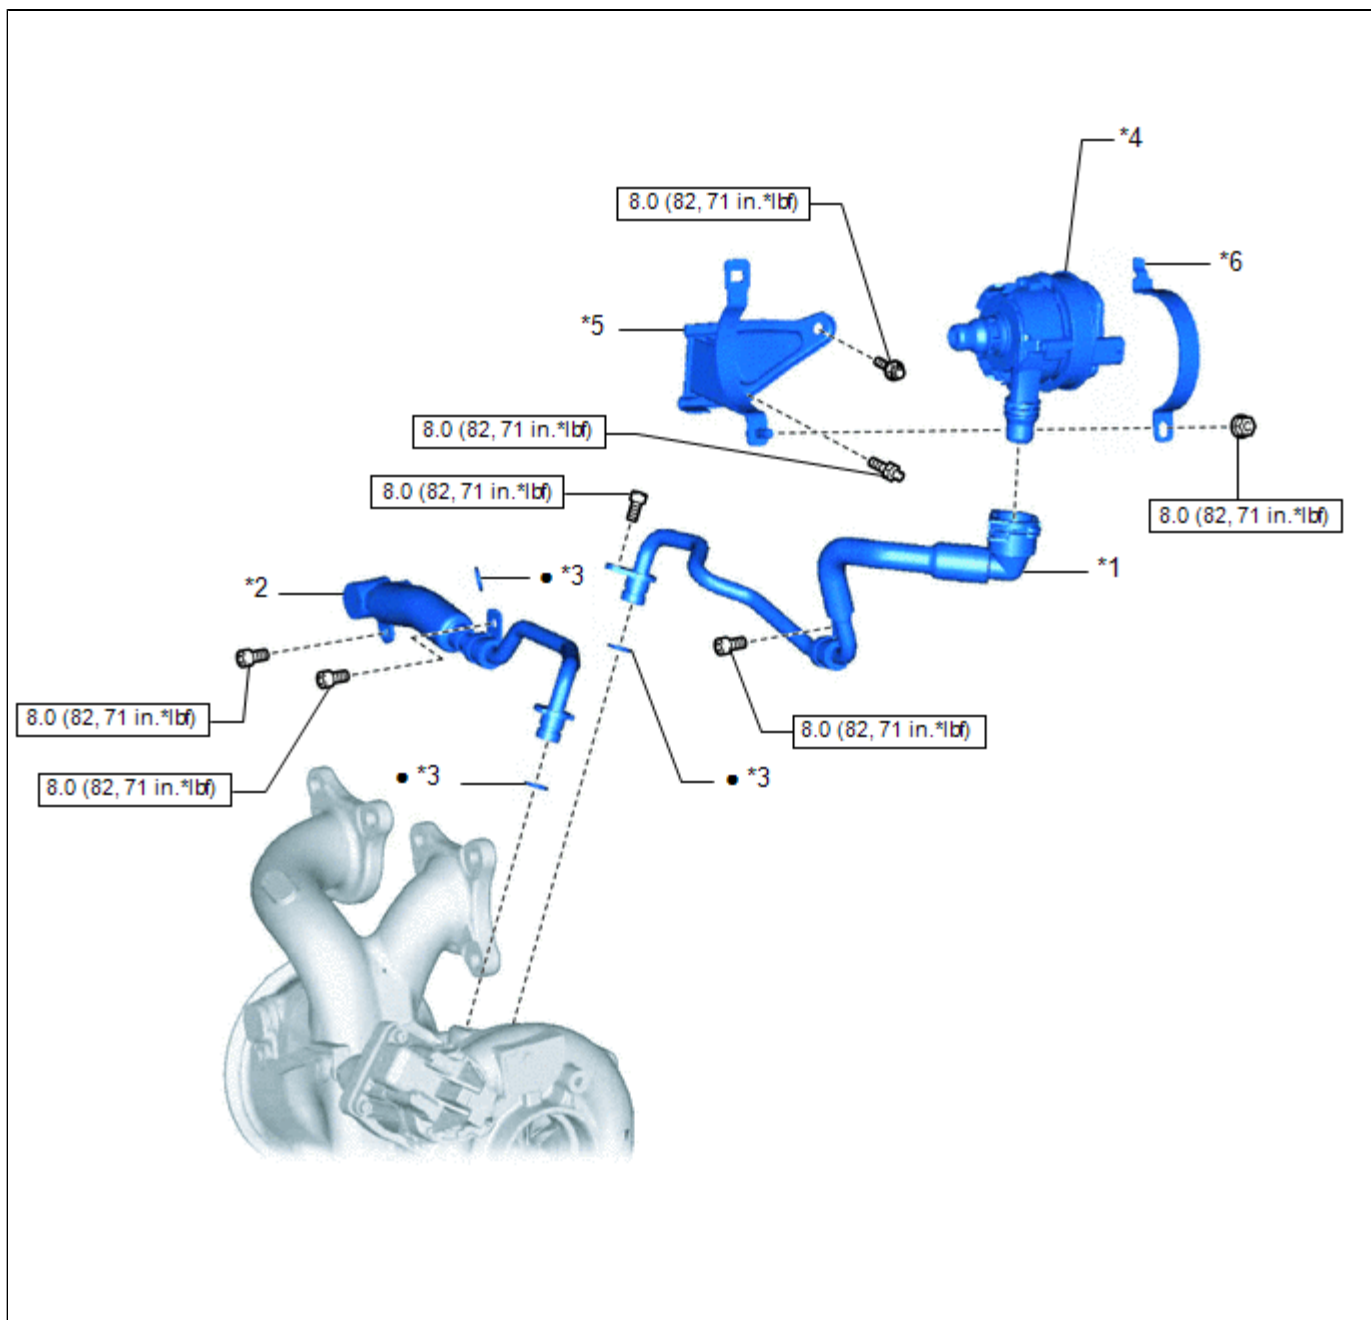 *4
8.0 (82, 71 in.*lbf)
*6
*5
8.0 (82, 71 in.*lbf)
8.0 (82, 71 in.*lbf)
8.0 (82, 71 in.*lbf)
*2
● *3
*1
8.0 (82, 71 in.*lbf)
8.0 (82, 71 in.*lbf)
● *3
● *3
8.0 (82, 71 in.*lbf)